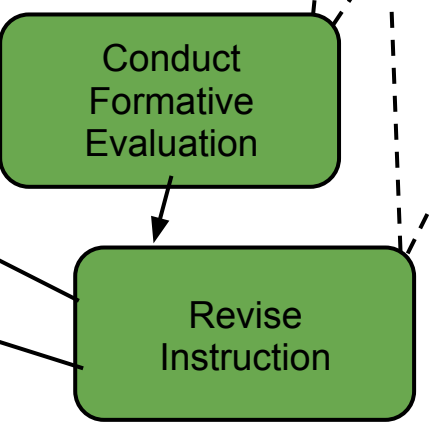 Conduct
Formative
Evaluation
Revise
Instruction